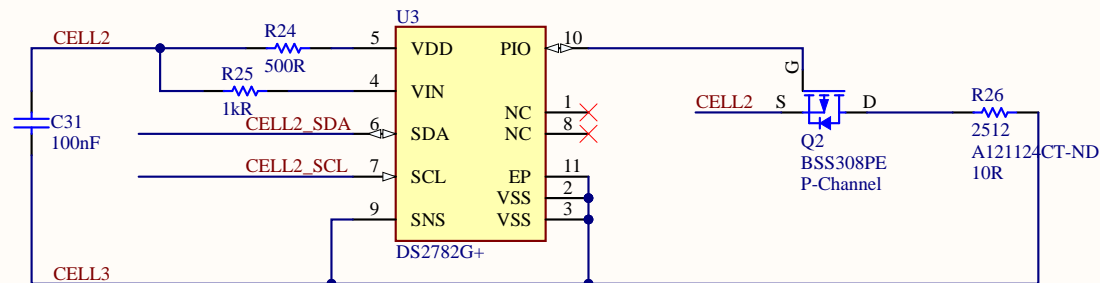 U3
CELL2
R24
500R
5
VDD
PIO
10
R25
1kR
4
VIN
G
C31
100nF
CELL2_SDA
6
SDA
NC
1
NC
8
CELL2
S
D
R26
2512
A121124CT-ND
10R
Q2
BSS308PE
P-Channel
CELL2_SCL
7
SCL
EP
11
VSS
2
9
SNS
VSS
3
DS2782G+
CELL3